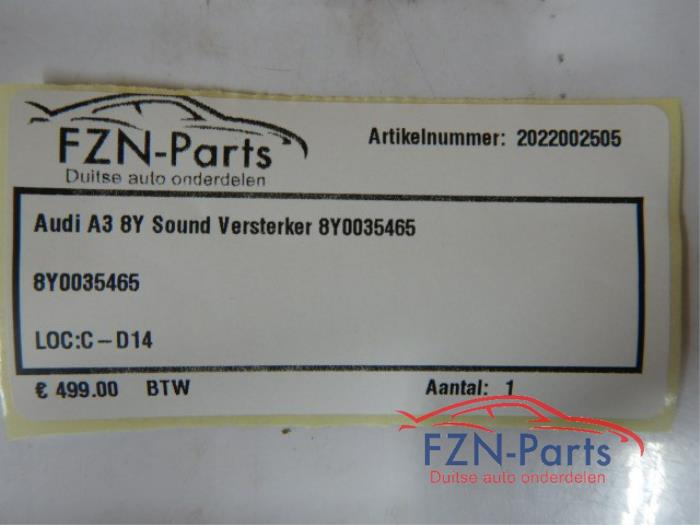 FZN-Parts
Duitse auto onderdelen
Artikelnummer: 2022002505
Audi A3 8Y Sound Versterker 8Y0035465
8Y0035465
LOC:C-D14
€ 499.00 BTW
Aantal: 1
FZN-Parts
Duitse auto onderdelen